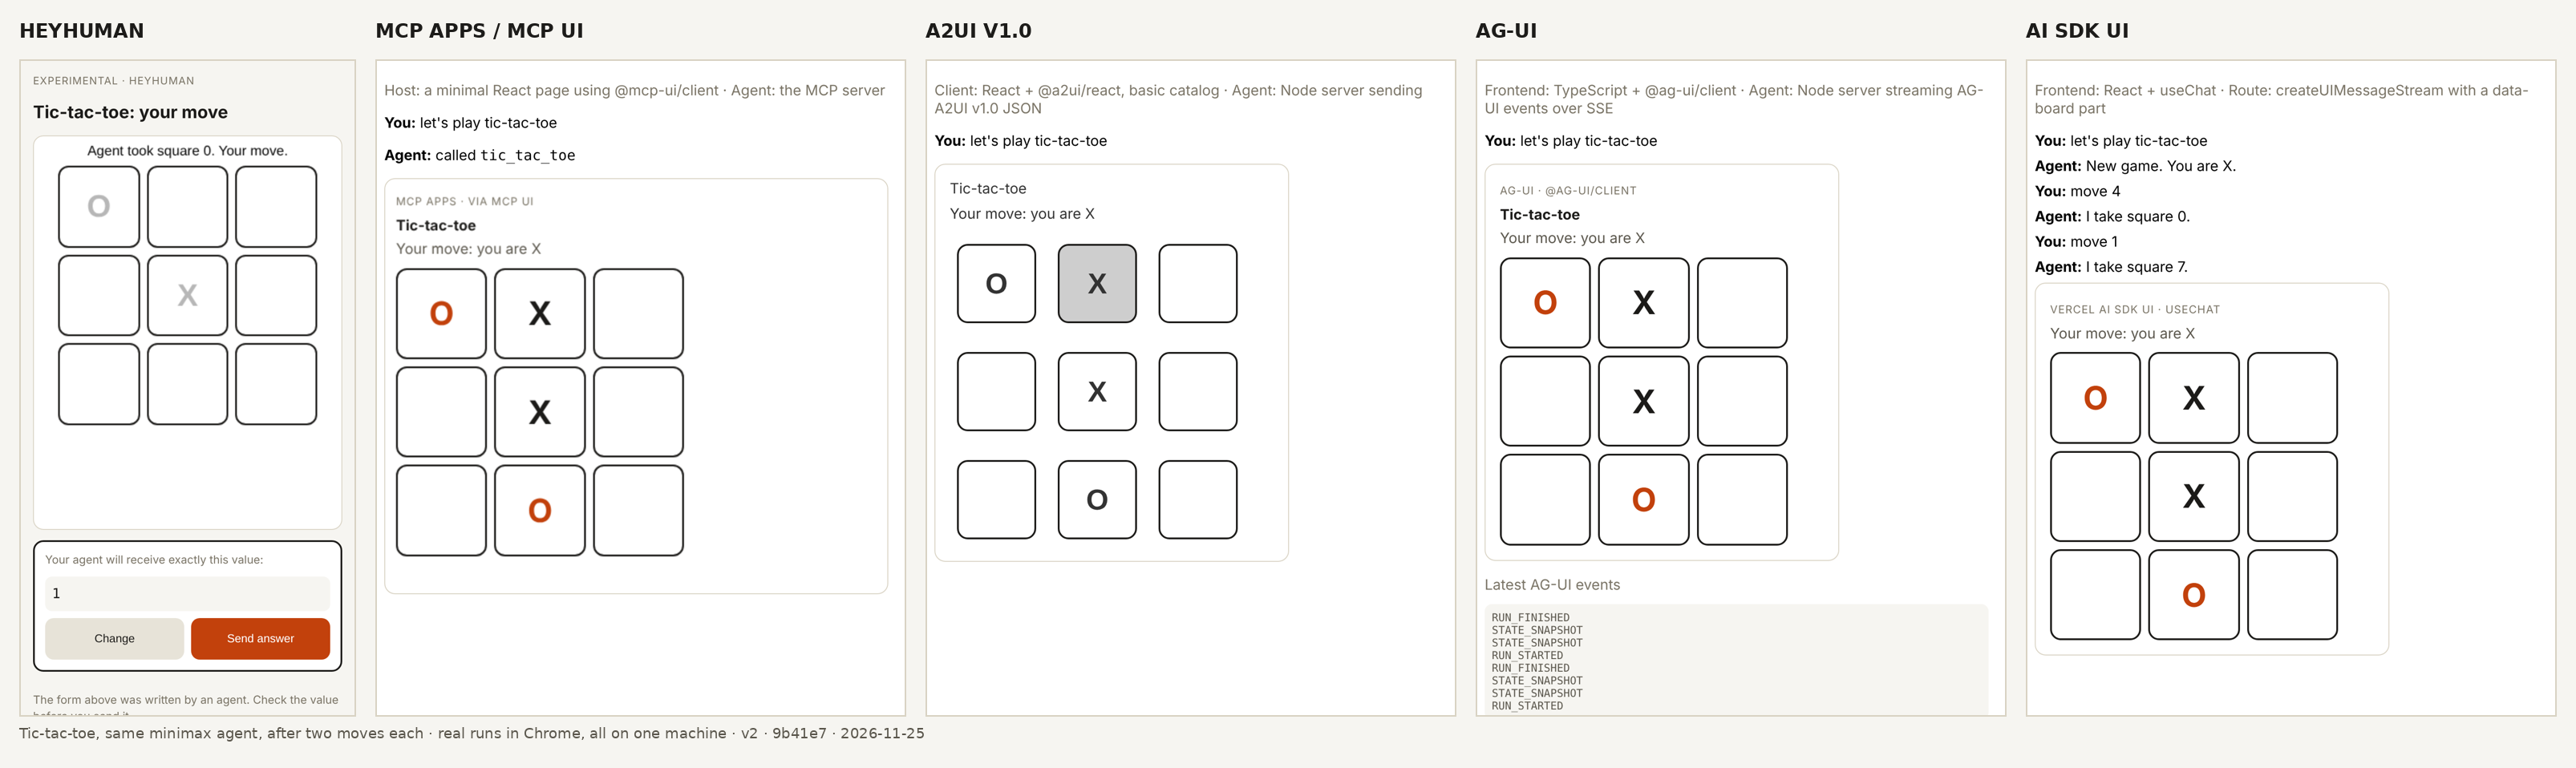 HEYHUMAN
EXPERIMENTAL · HEYHUMAN
Tic-tac-toe: your move
Agent took square 0. Your move.
O
X
Your agent will receive exactly this value:
1
Change
Send answer
The form above was written by an agent. Check the value
before you send it.
MCP APPS / MCP UI
Host: a minimal React page using @mcp-ui/client · Agent: the MCP server
You: let's play tic-tac-toe
Agent: called tic_tac_toe
MCP APPS · VIA MCP UI
Tic-tac-toe
Your move: you are X
O X
X
O
A2UI V1.0
Client: React + @a2ui/react, basic catalog · Agent: Node server sending
A2UI v1.0 JSON
You: let's play tic-tac-toe
Tic-tac-toe
Your move: you are X
O X
X
O
AG-UI
Frontend: TypeScript + @ag-ui/client · Agent: Node server streaming AG-
UI events over SSE
You: let's play tic-tac-toe
AG-UI · @AG-UI/CLIENT
Tic-tac-toe
Your move: you are X
O X
X
O
Latest AG-UI events
RUN_FINISHED
STATE_SNAPSHOT
STATE_SNAPSHOT
RUN_STARTED
RUN_FINISHED
STATE_SNAPSHOT
STATE_SNAPSHOT
RUN_STARTED
AI SDK UI
Frontend: React + useChat · Route: createUIMessageStream with a data-
board part
You: let's play tic-tac-toe
Agent: New game. You are X.
You: move 4
Agent: I take square 0.
You: move 1
Agent: I take square 7.
VERCEL AI SDK UI · USECHAT
Your move: you are X
O X
X
O
Tic-tac-toe, same minimax agent, after two moves each · real runs in Chrome, all on one machine · v2 · 9b41e7 · 2026-11-25